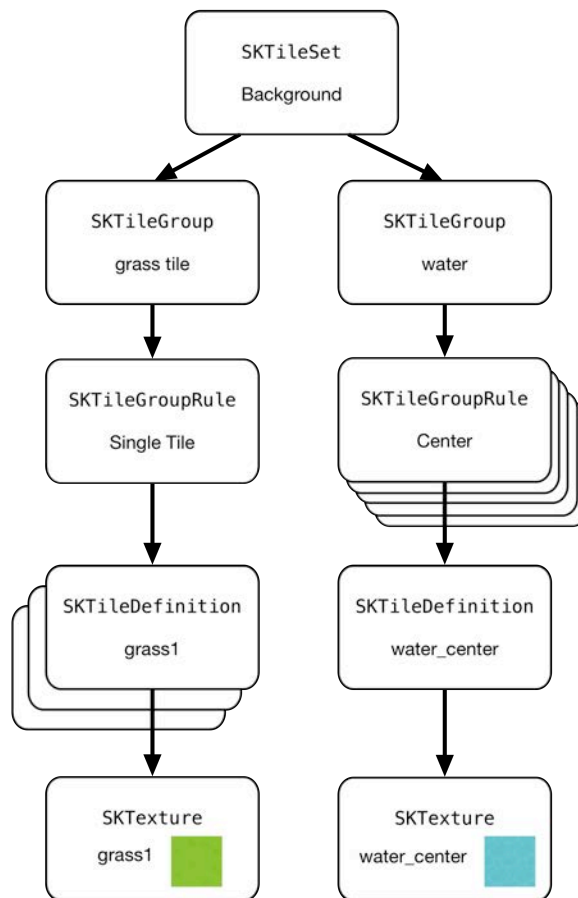 SKTileSet
Background
SKTileGroup
grass tile
SKTileGroup
water
SKTileGroupRule
Single Tile
SKTileGroupRule
Center
SKTileDefinition
grass1
SKTileDefinition
water_center
SKTexture
grass1
SKTexture
water_center